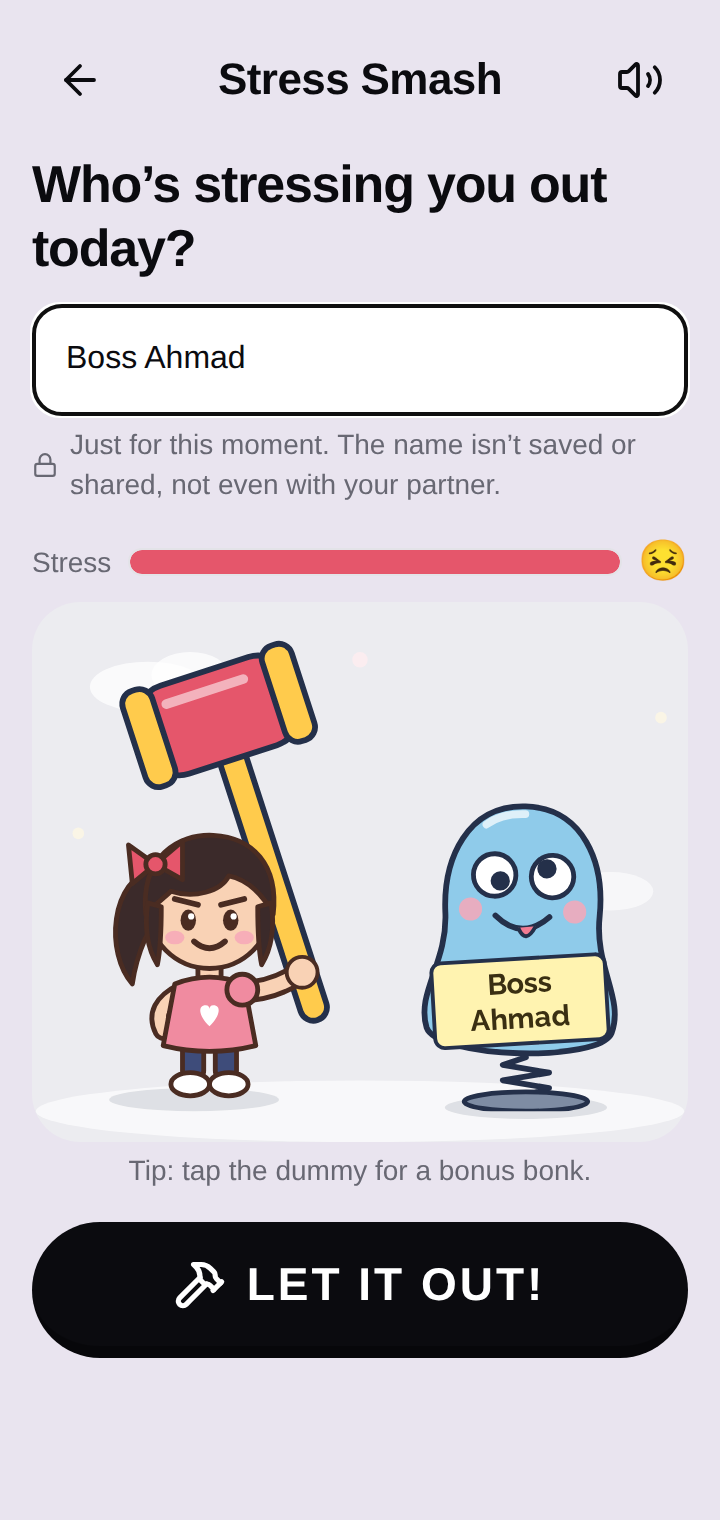 Stress Smash
Who’s stressing you out
today?
Boss Ahmad
Just for this moment. The name isn’t saved or
shared, not even with your partner.
Stress
Boss
Ahmad
Tip: tap the dummy for a bonus bonk.
LET IT OUT!